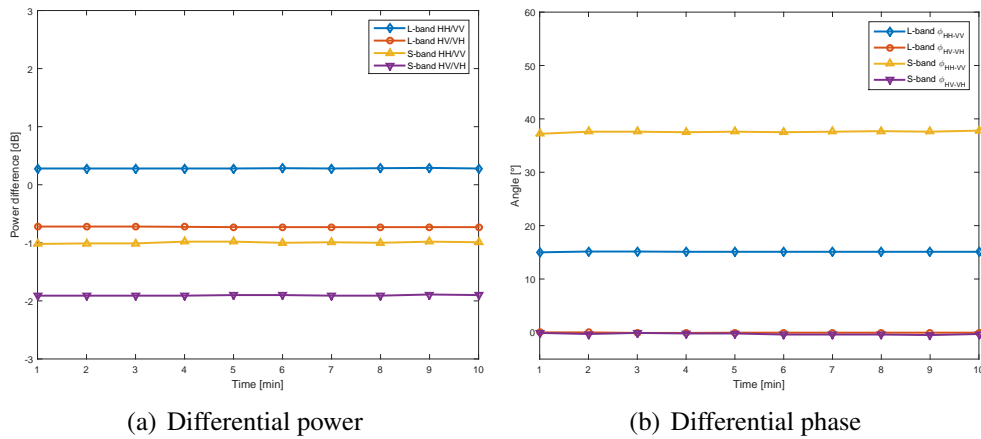 3
2
1
0
-1
-2
-3
Power difference [dB]
L-band HH/VV
L-band HV/VH
S-band HH/VV
S-band HV/VH
1 2 3 4 5 6 7 8 9 10
Time [min]
(a) Differential power
60
50
40
30
20
10
0
Angle [°]
L-band ϕHH-VV
L-band ϕHV-VH
S-band ϕHH-VV
S-band ϕHV-VH
1 2 3 4 5 6 7 8 9 10
Time [min]
(b) Differential phase